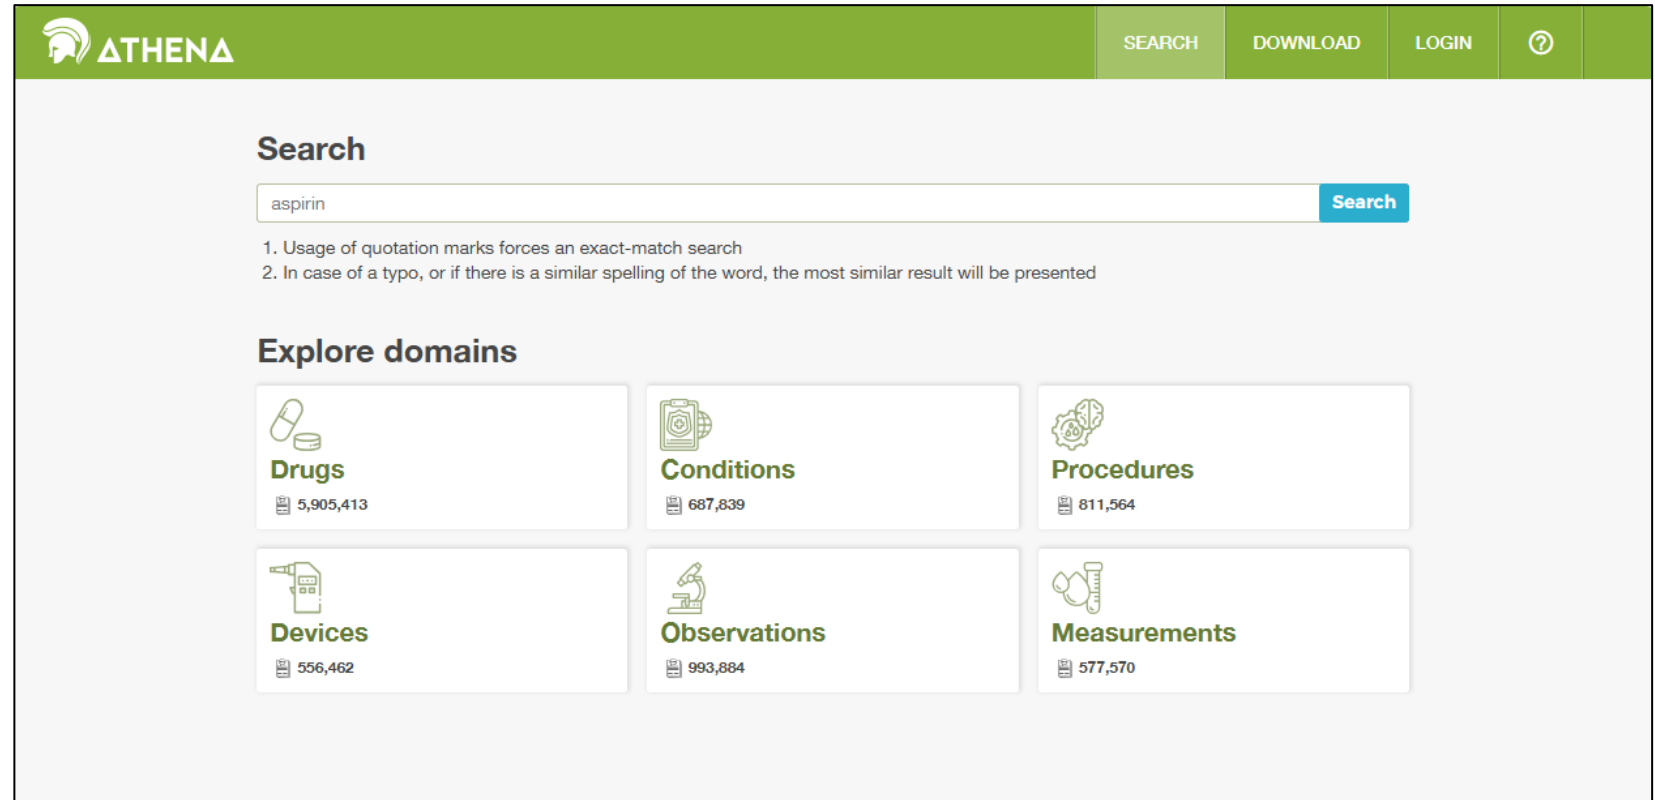 ATHENA
SEARCH
DOWNLOAD
LOGIN
?
Search
aspirin
Search
1. Usage of quotation marks forces an exact-match search
2. In case of a typo, or if there is a similar spelling of the word, the most similar result will be presented
Explore domains
Drugs
5,905,413
Conditions
687,839
Procedures
811,564
Devices
556,462
Observations
993,884
Measurements
577,570